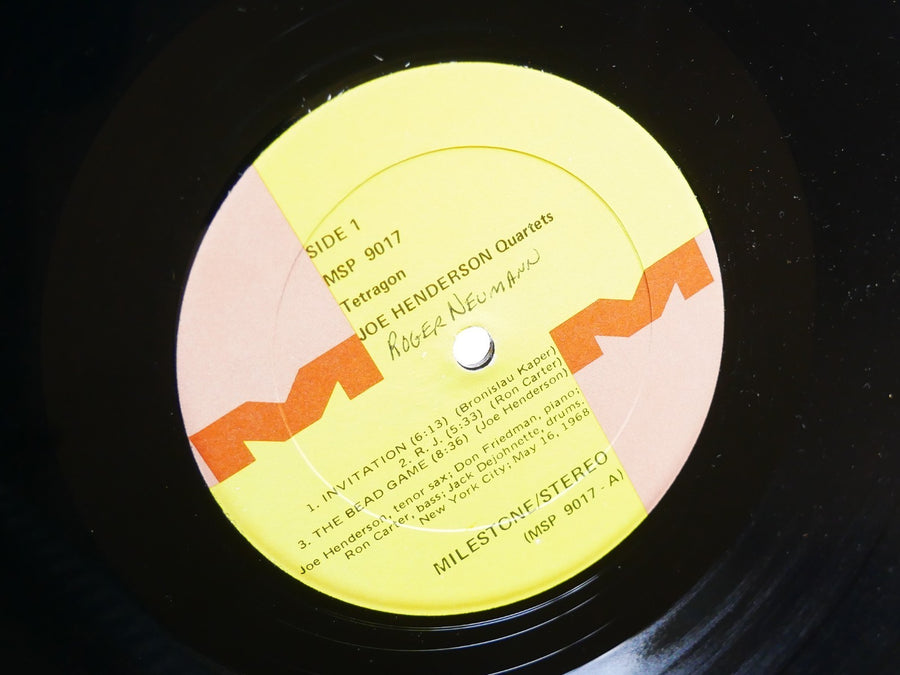 SIDE 1
MSP 9017
Tetragon
JOE HENDERSON Quartets
ROGER NEUMANN
1. INVITATION (6:13) (Bronislau Kaper)
2. R. J. (5:33) (Ron Carter)
3. THE BEAD GAME (8:36) (Joe Henderson)
Joe Henderson, tenor sax; Don Friedman, piano;
Ron Carter, bass; Jack Dejohnette, drums.
New York City; May 16, 1968
MILESTONE/STEREO
(MSP 9017 - A)